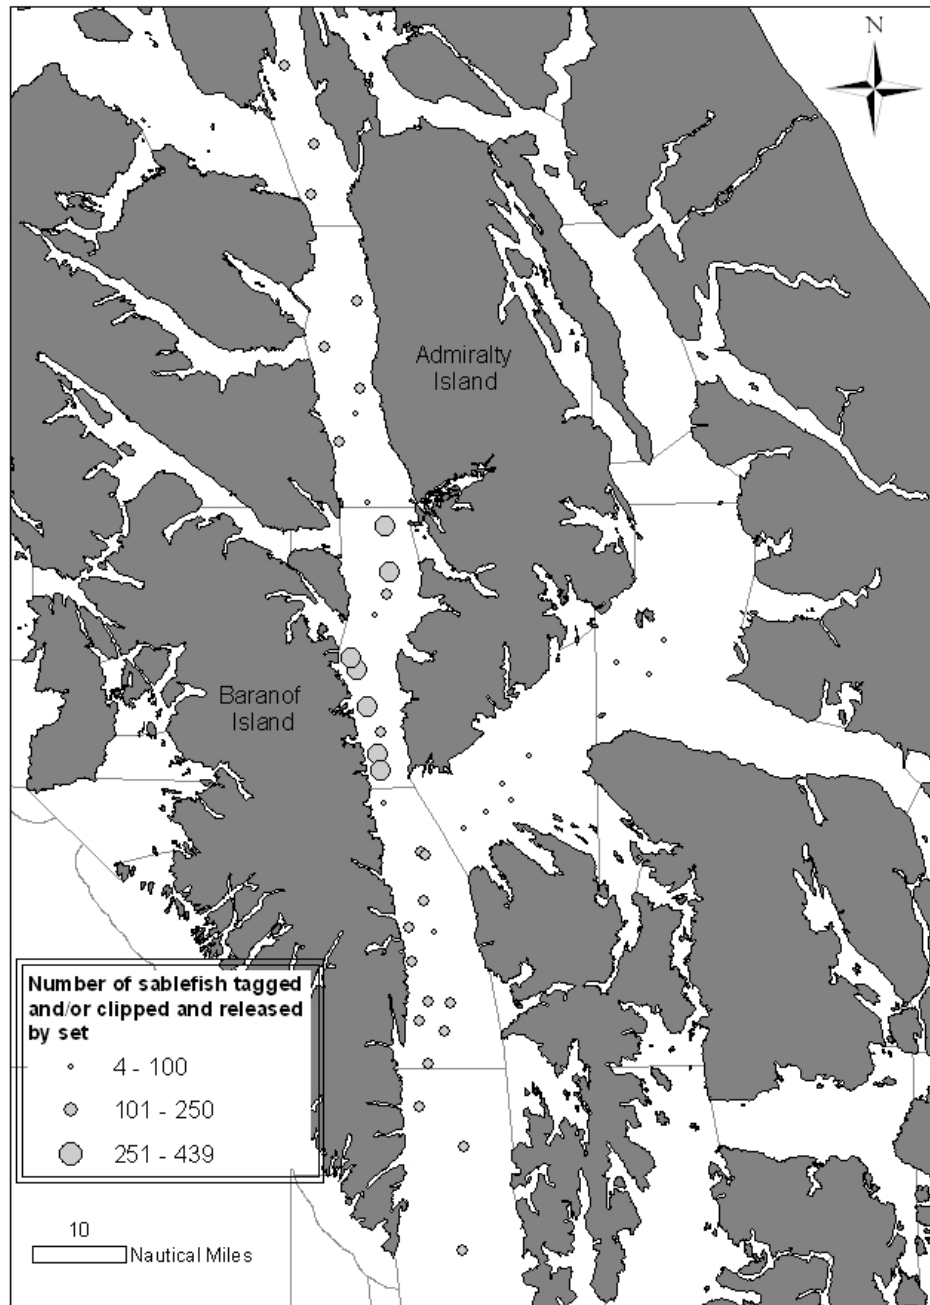 N
Admiralty
Island
Baranof
Island
Number of sablefish tagged
and/or clipped and released
by set
4 - 100
101 - 250
251 - 439
10
Nautical Miles